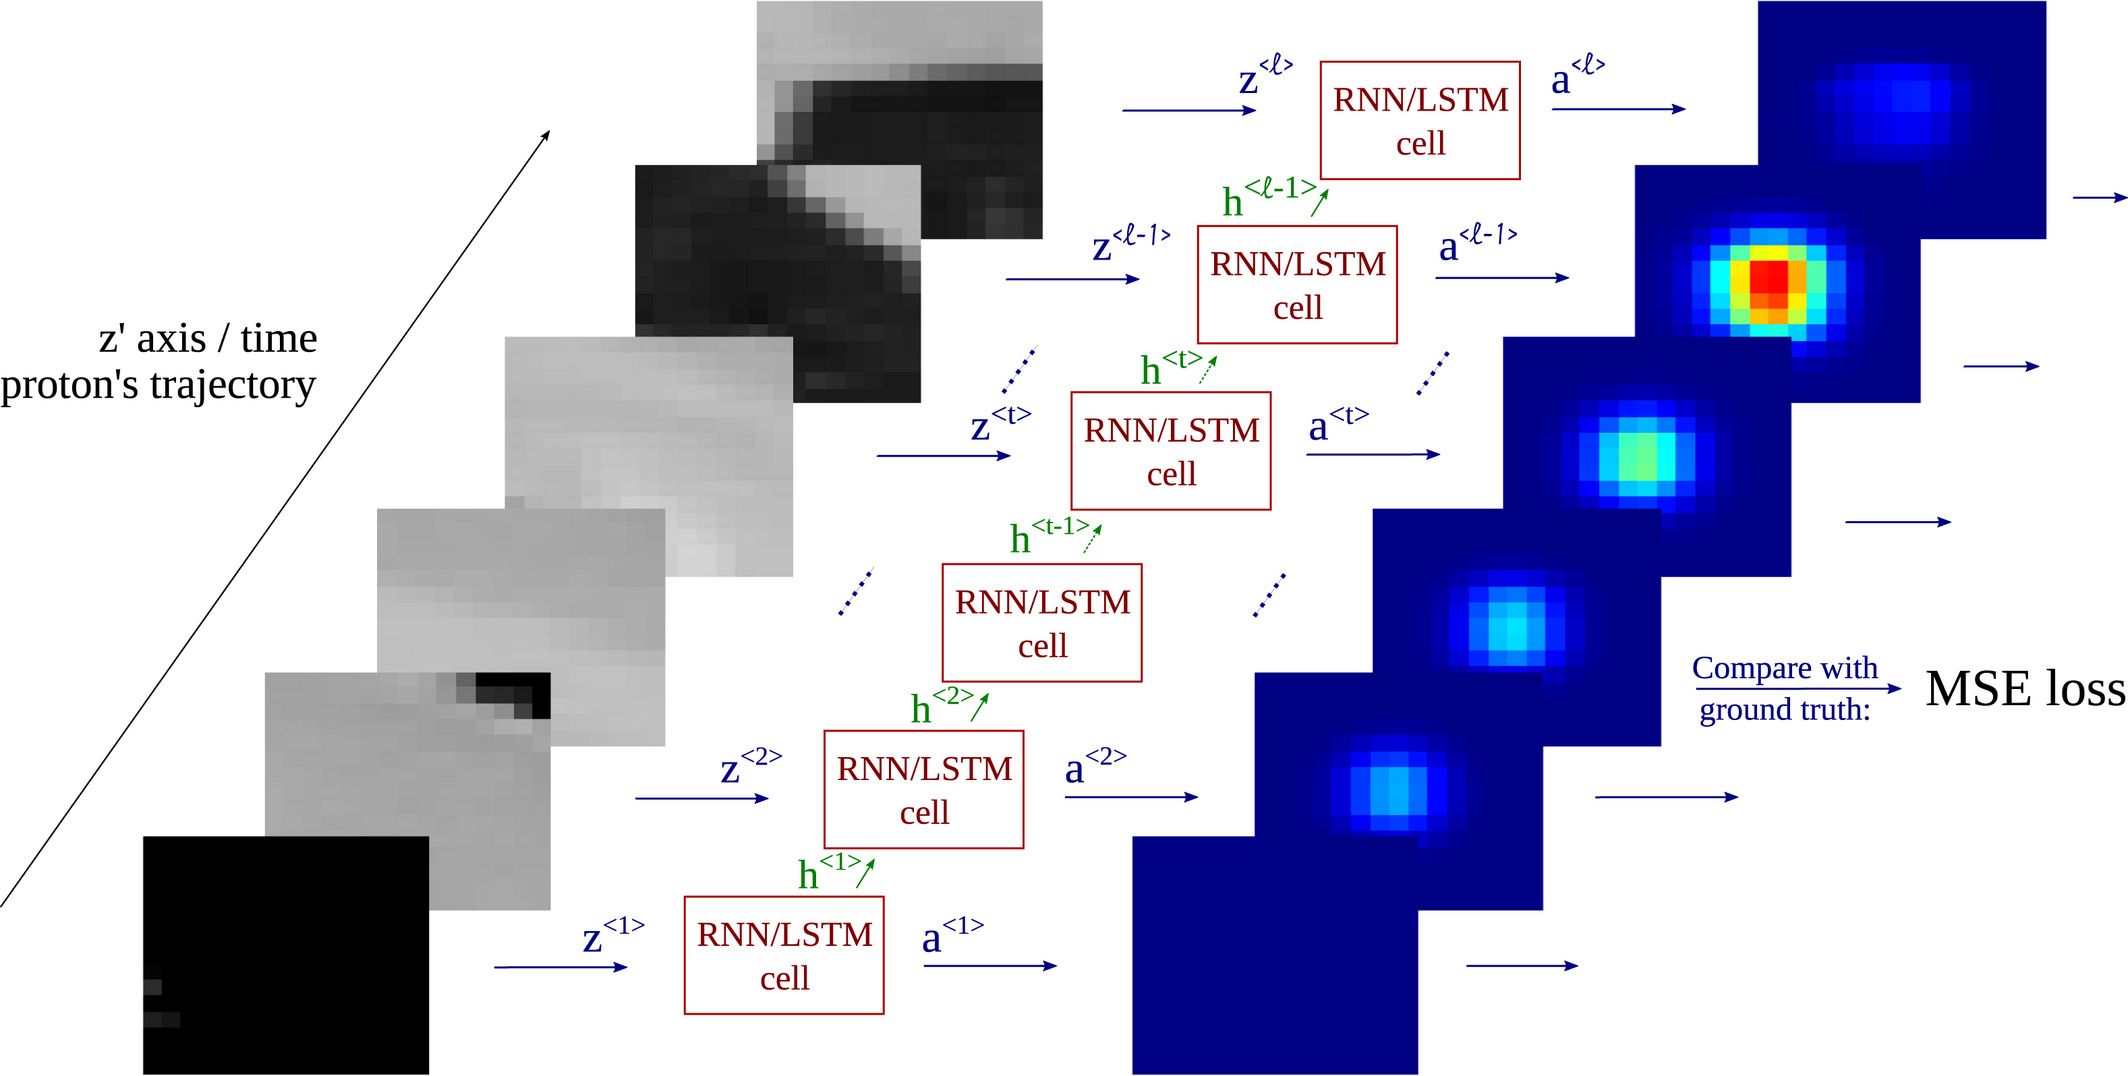 z<ℓ>
RNN/LSTM
cell
a<ℓ>
h<ℓ-1>
z<ℓ-1>
RNN/LSTM
cell
a<ℓ-1>
z' axis / time
proton's trajectory
h<t>
z<t>
RNN/LSTM
cell
a<t>
h<t-1>
RNN/LSTM
cell
Compare with
ground truth:
MSE loss
h<2>
z<2>
RNN/LSTM
cell
a<2>
h<1>
z<1>
RNN/LSTM
cell
a<1>